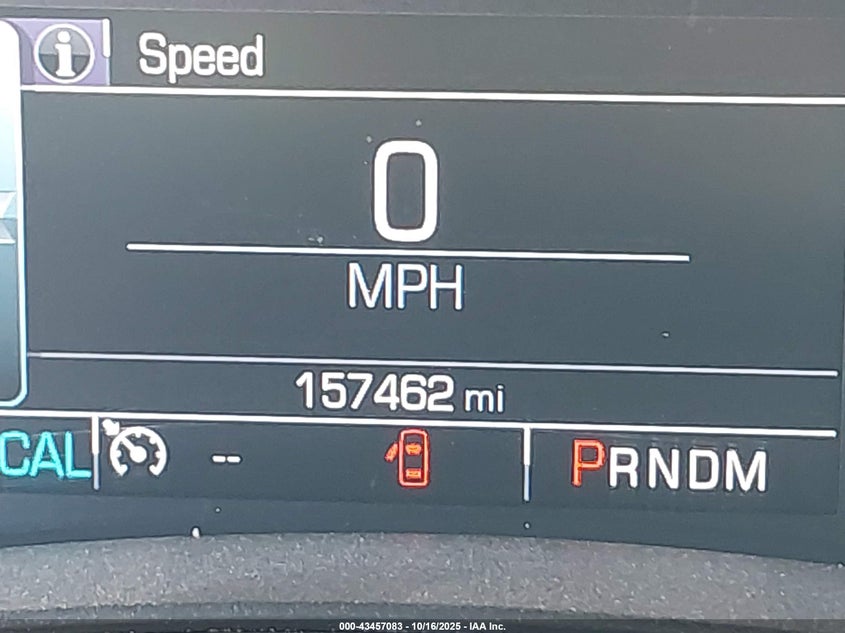 i Speed
0
MPH
157462 mi
CAL -- PRNDM
000-43457083 - 10/16/2025 - IAA Inc.